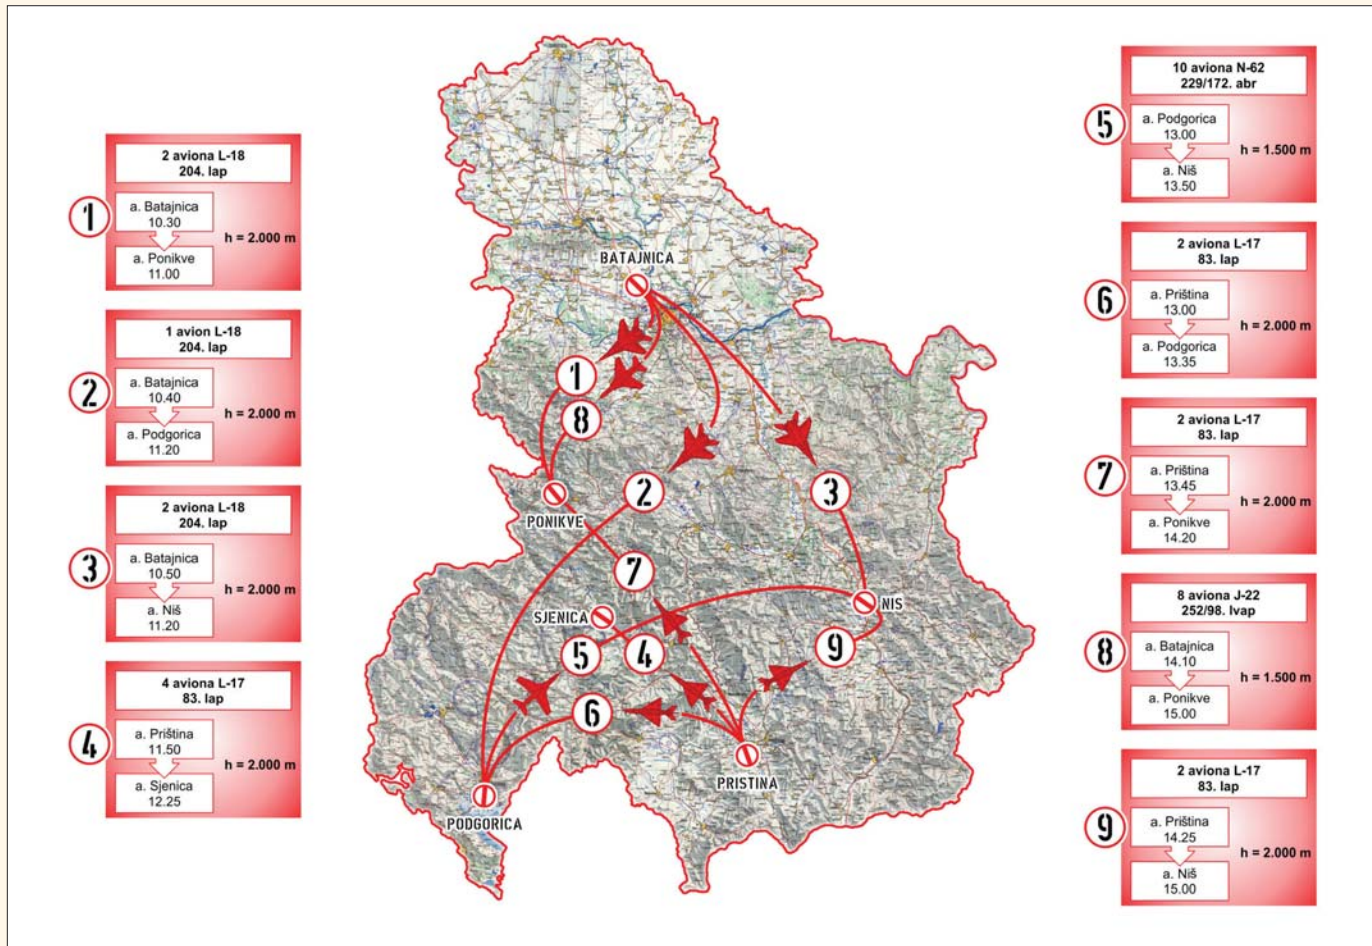 2 aviona L-18
204. lap
1
a. Batajnica
10.30
h = 2.000 m
a. Ponikve
11.00
1 avion L-18
204. lap
2
a. Batajnica
10.40
h = 2.000 m
a. Podgorica
11.20
2 aviona L-18
204. lap
3
a. Batajnica
10.50
h = 2.000 m
a. Niš
11.20
4 aviona L-17
83. lap
4
a. Priština
11.50
h = 2.000 m
a. Sjenica
12.25
BATAJNICA
1
8
2
3
PONIKVE
7
SJENICA
NIS
5
4
9
6
PRISTINA
PODGORICA
10 aviona N-62
229/172. abr
5
a. Podgorica
13.00
h = 1.500 m
a. Niš
13.50
2 aviona L-17
83. lap
6
a. Priština
13.00
h = 2.000 m
a. Podgorica
13.35
2 aviona L-17
83. lap
7
a. Priština
13.45
h = 2.000 m
a. Ponikve
14.20
8 aviona J-22
252/98. lvap
8
a. Batajnica
14.10
h = 1.500 m
a. Ponikve
15.00
2 aviona L-17
83. lap
9
a. Priština
14.25
h = 2.000 m
a. Niš
15.00